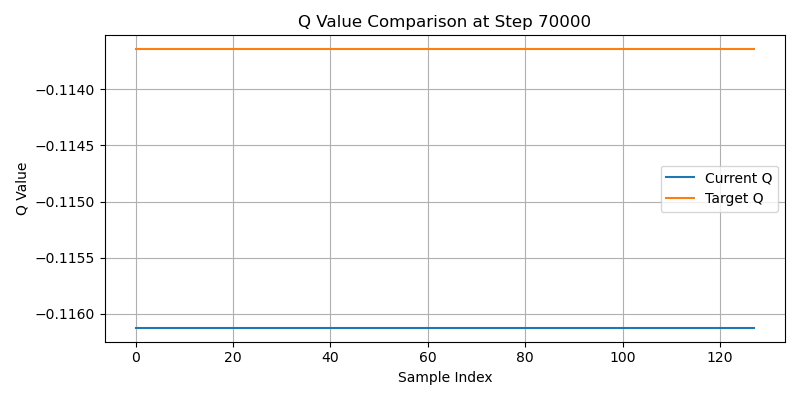 Q Value Comparison at Step 70000
Q Value
−0.1140
−0.1145
−0.1150
−0.1155
−0.1160
Current Q
Target Q
0 20 40 60 80 100 120
Sample Index